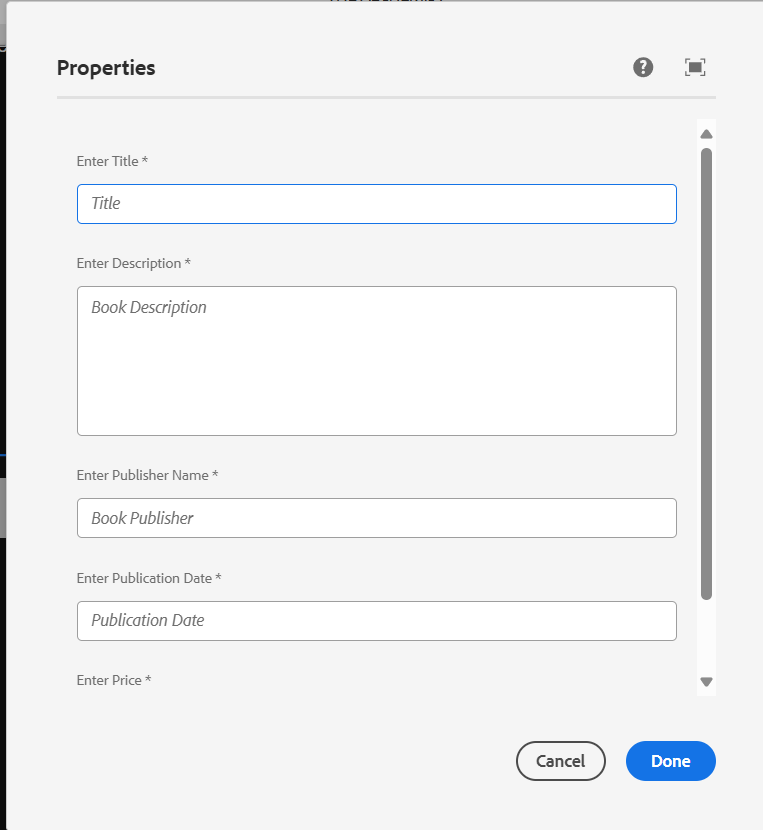 Properties
Enter Title *
Title
Enter Description *
Book Description
Enter Publisher Name *
Book Publisher
Enter Publication Date *
Publication Date
Enter Price *
Cancel
Done